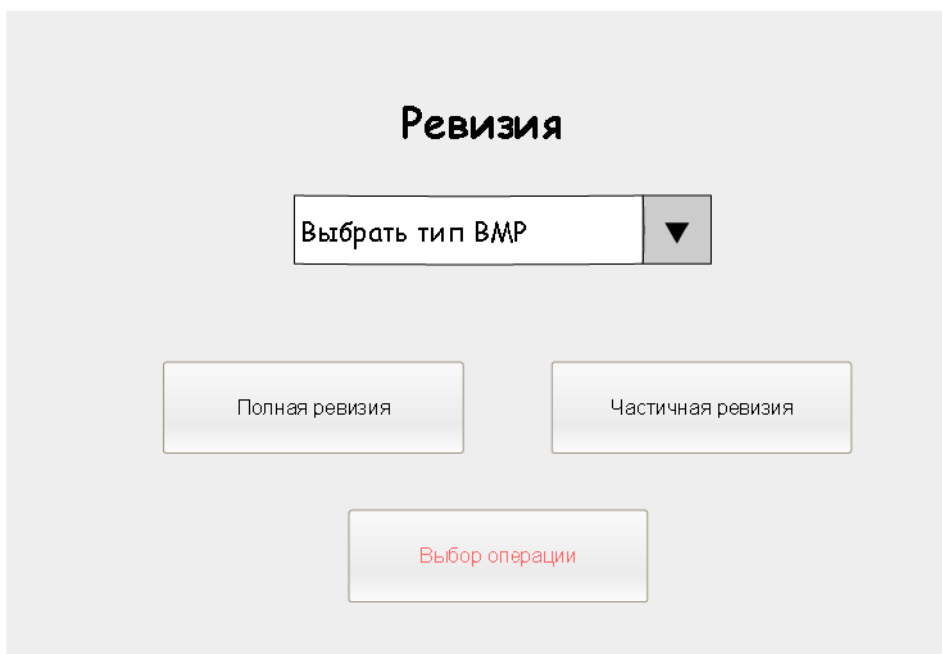 Ревизия
Выбрать тип ВМР
Полная ревизия
Частичная ревизия
Выбор операции